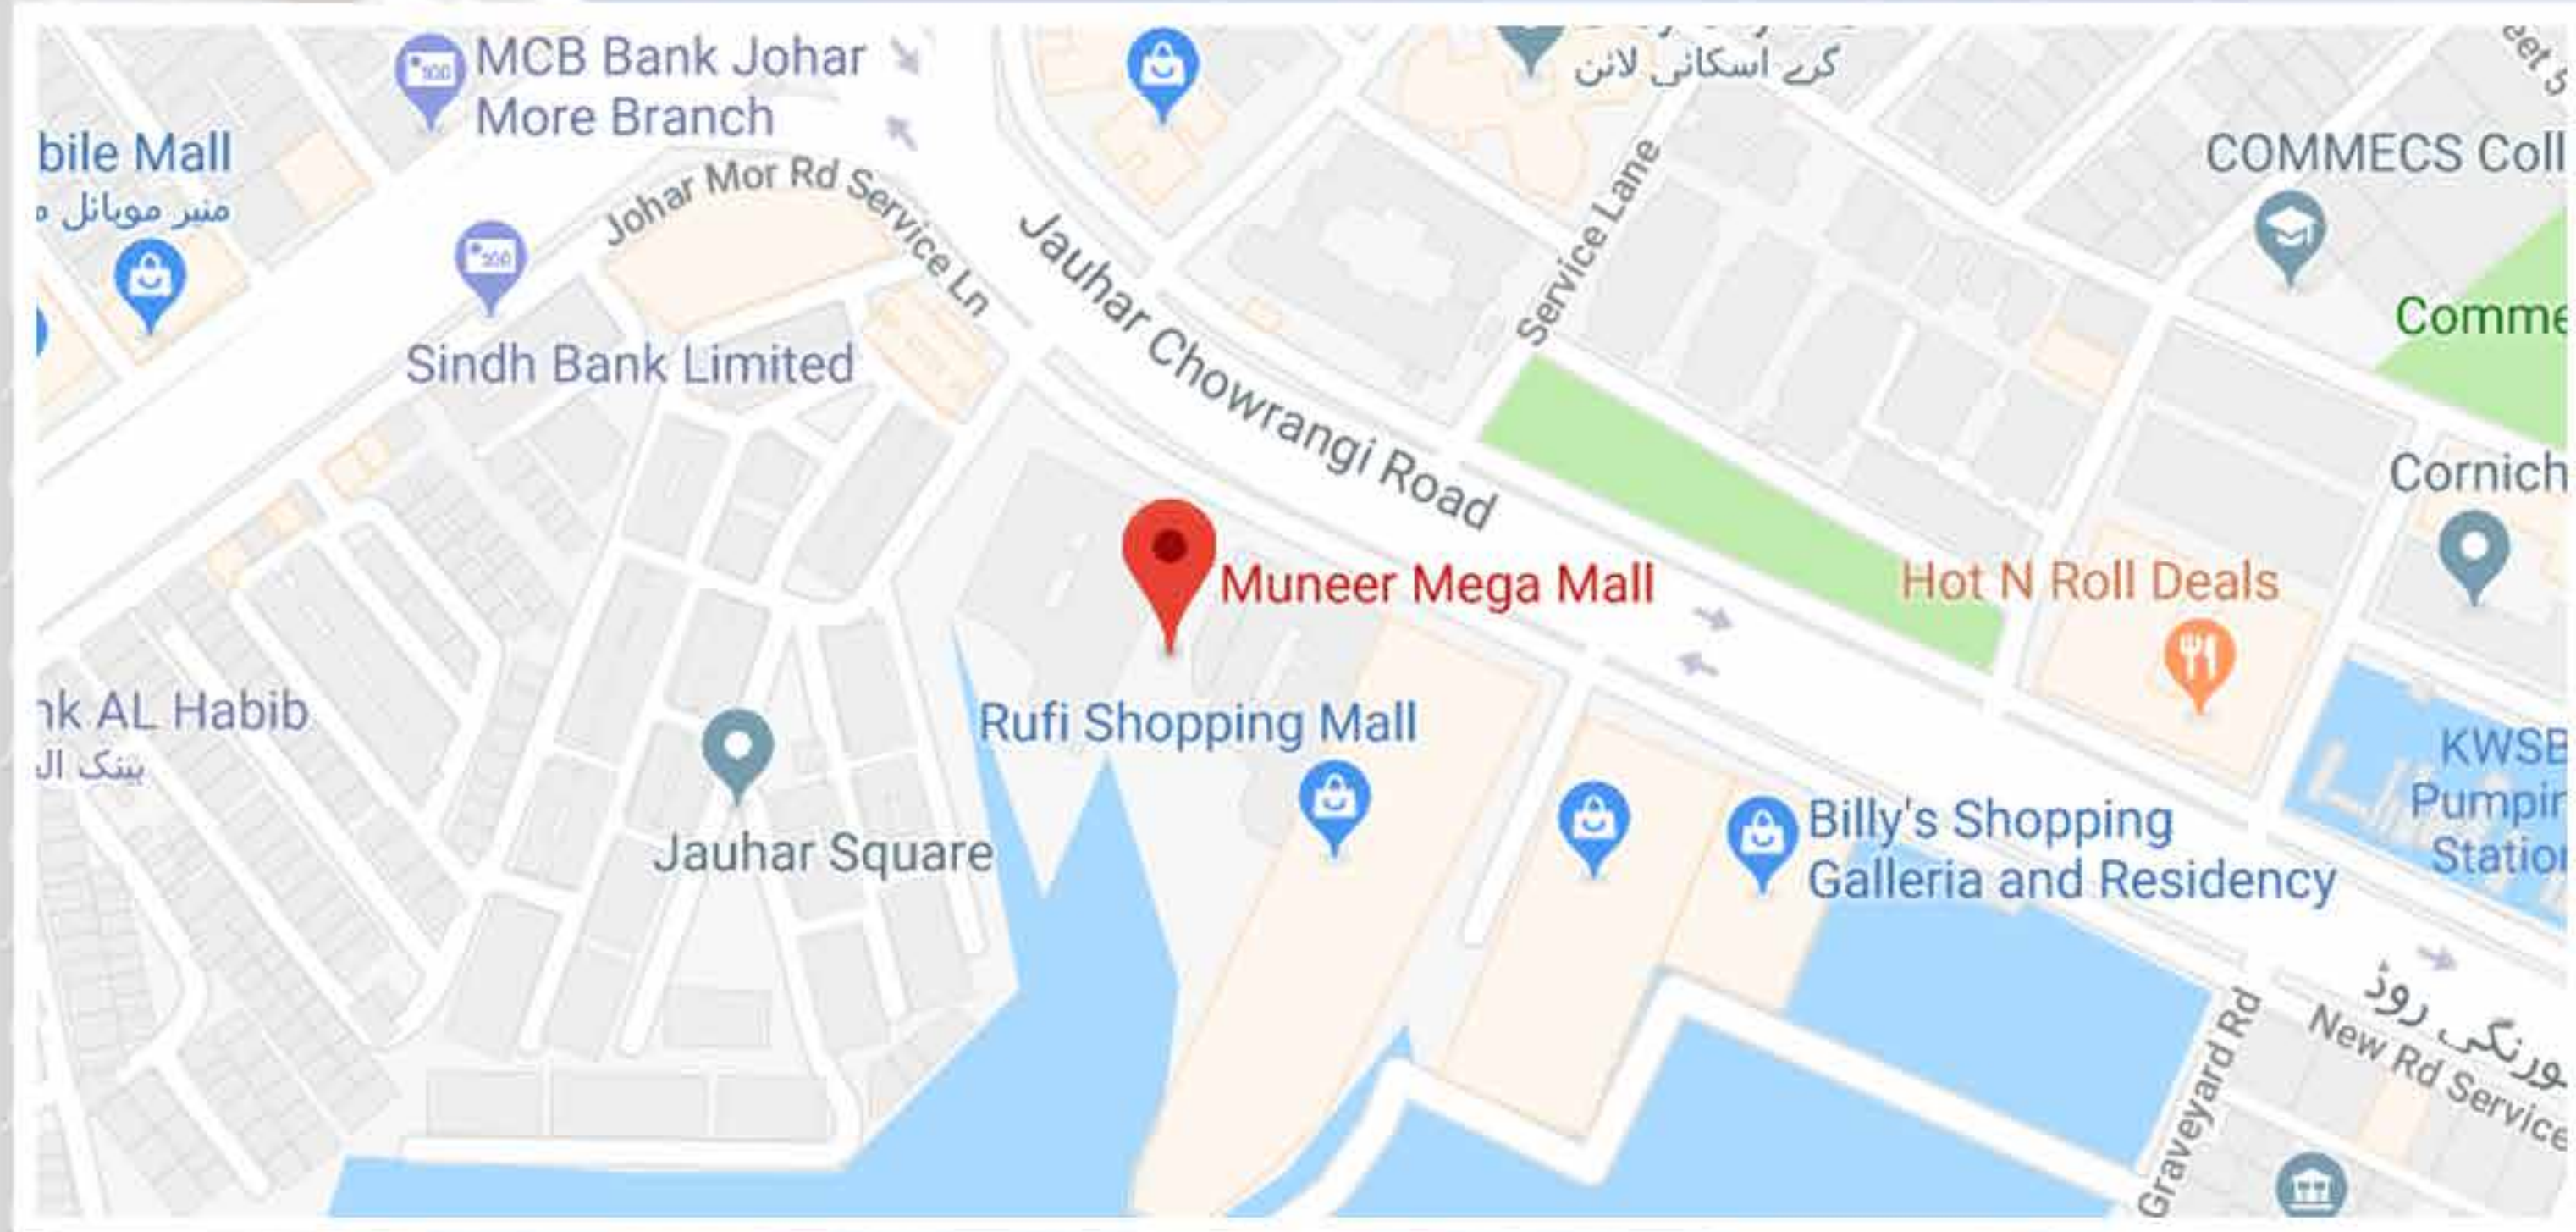 MCB Bank Johar
More Branch
کرے اسکائی لائن
bile Mall
منیر موبائل م
Johar Mor Rd Service Ln
Sindh Bank Limited
Jauhar Chowrangi Road
Service Lane
COMMECS Coll
Comme
Cornich
Muneer Mega Mall
Hot N Roll Deals
nk AL Habib
بینک ال
Rufi Shopping Mall
Jauhar Square
Billy's Shopping
Galleria and Residency
KWSB
Pumpin
Station
ورنگی روڈ
New Rd Service
Graveyard Rd